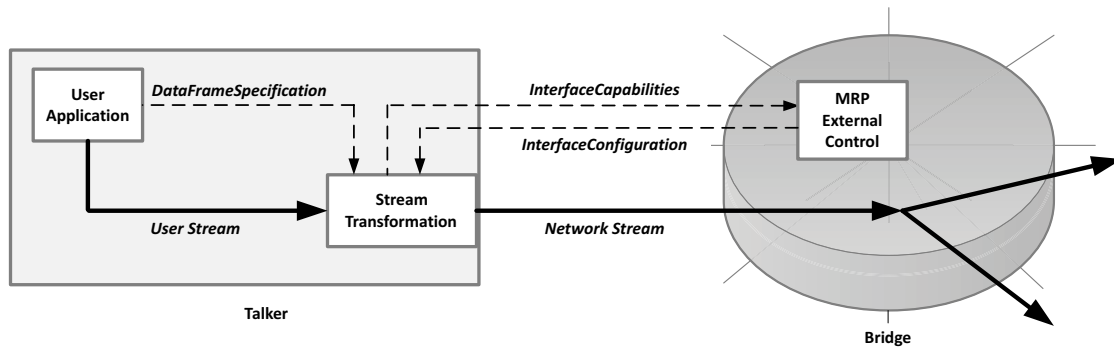 User
Application
DataFrameSpecification
InterfaceCapabilities
MRP
External
Control
InterfaceConfiguration
Stream
Transformation
User Stream
Network Stream
Talker
Bridge